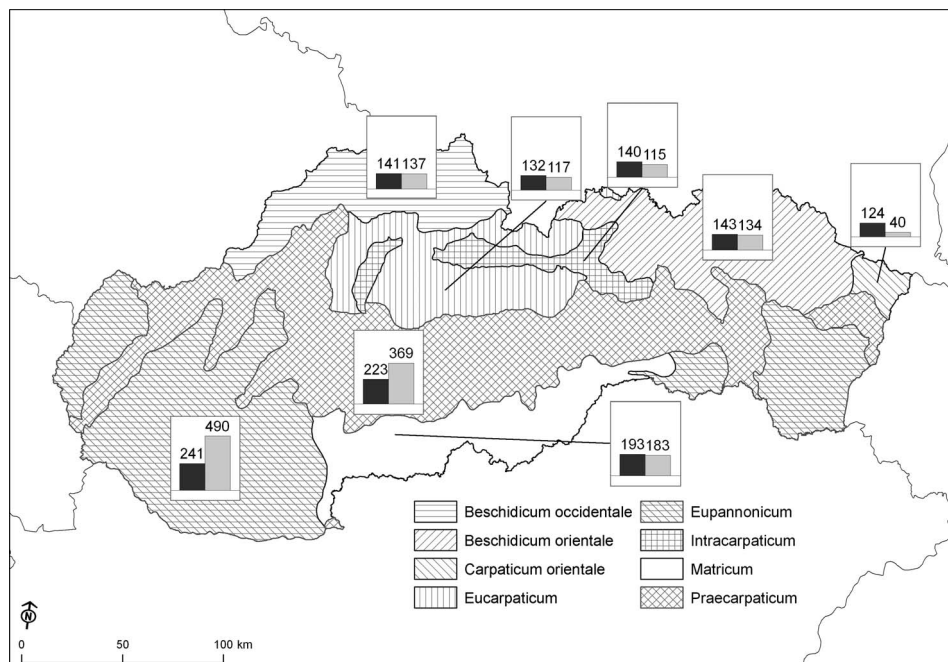 140 115
141 137
132 117
124 40
143 134
223 369
241 490
193 183
Beschidicum occidentale
Beschidicum orientale
Carpaticum orientale
Eucarpaticum
Eupannonicum
Intracarpaticum
Matricum
Praecarpaticum
N
0 50 100 km